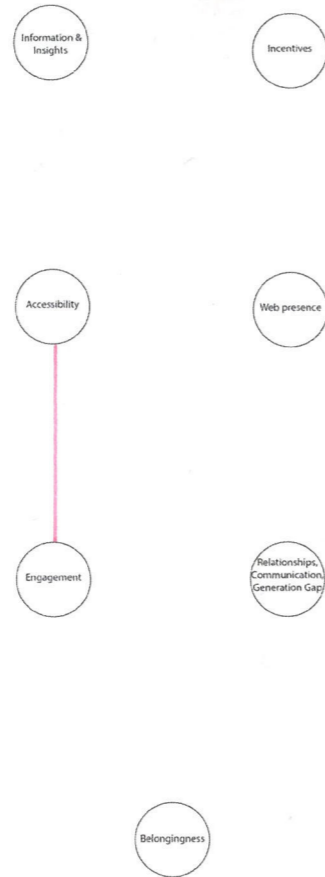 Information &
Insights
Incentives
Accessibility
Web presence
Engagement
Relationships,
Communication,
Generation Gap
Belongingness